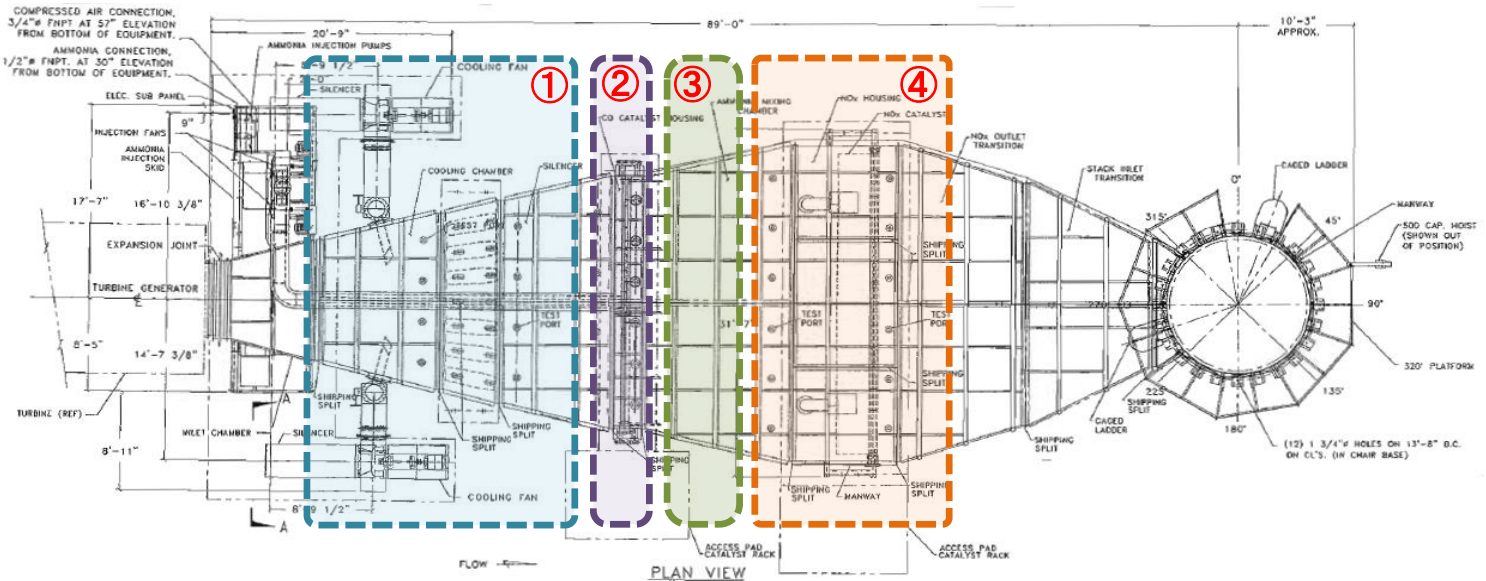 COMPRESSED AIR CONNECTION,
3/4"ø FNPT AT 57" ELEVATION
FROM BOTTOM OF EQUIPMENT.
AMMONIA CONNECTION,
1/2"ø FNPT. AT 30" ELEVATION
FROM BOTTOM OF EQUIPMENT.
20'-9"
89'-0"
10'-3"
APPROX.
AMMONIA INJECTION PUMPS
COOLING FAN
ELEC. SUB PANEL
SILENCER
9"
INJECTION FANS
AMMONIA
INJECTION
SKID
①
②
③
④
CO CATALYST HOUSING
AMMONIA MIXING
CHAMBER
NOx HOUSING
NOx CATALYST
NOx OUTLET
TRANSITION
COOLING CHAMBER
SILENCER
STACK INLET
TRANSITION
CAGED LADDER
0°
MANWAY
315°
45°
500 CAP. HOIST
(SHOWN OUT
OF POSITION)
17'-7"
16'-10 3/8"
TEST PORT
EXPANSION JOINT
SHIPPING
SPLIT
TURBINE GENERATOR
270°
90°
TEST
PORT
TEST
PORT
TEST
PORT
8'-5"
14'-7 3/8"
320° PLATFORM
SHIPPING
SPLIT
SHIPPING
SPLIT
225°
135°
TURBINE (REF)
A
INLET CHAMBER
SILENCER
SHIPPING
SPLIT
SHIPPING
SPLIT
SHIPPING
SPLIT
CAGED
LADDER
SHIPPING
SPLIT
180°
SHIPPING
SPLIT
(12) 1 3/4"ø HOLES ON 13'-8" B.C.
ON CL'S. (IN CHAIR BASE)
8'-11"
COOLING FAN
SHIPPING
SPLIT
MANWAY
SHIPPING
SPLIT
8'-9 1/2"
A
ACCESS PAD
CATALYST RACK
ACCESS PAD
CATALYST RACK
FLOW
PLAN VIEW